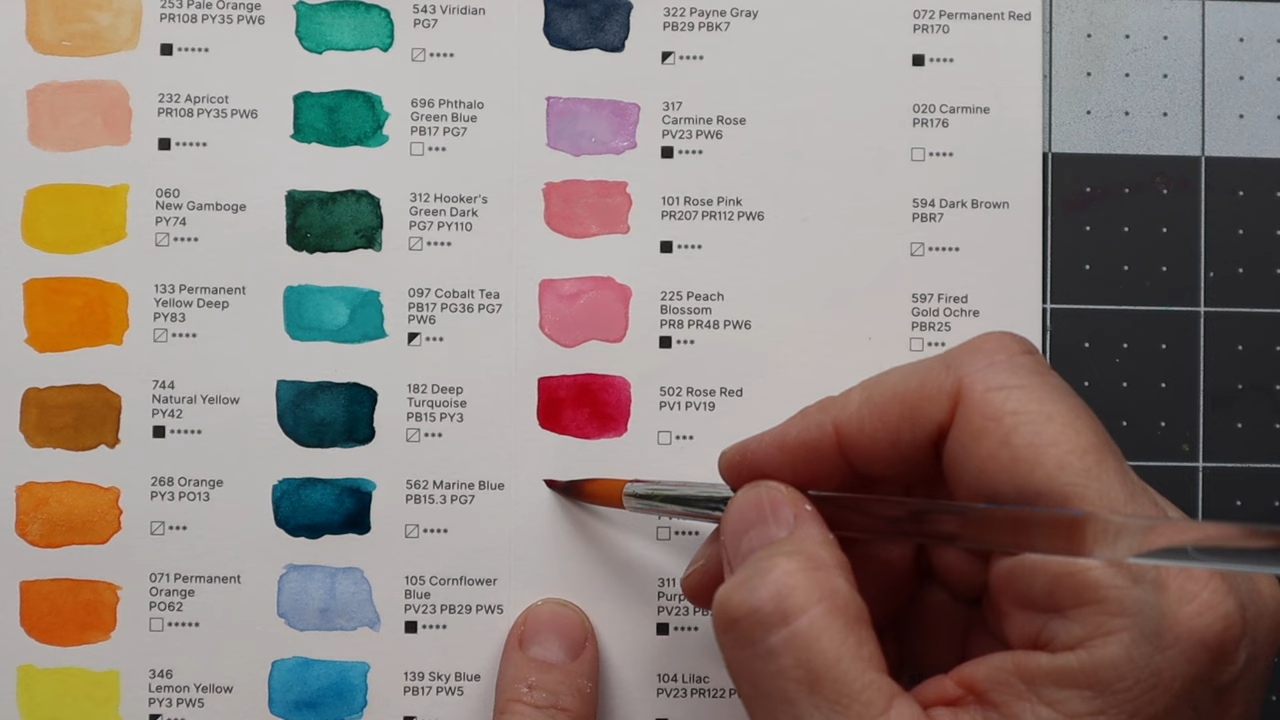 253 Pale Orange
PR108 PY35 PW6
232 Apricot
PR108 PY35 PW6
060
New Gamboge
PY74
133 Permanent
Yellow Deep
PY83
744
Natural Yellow
PY42
268 Orange
PY3 PO13
071 Permanent
Orange
PO62
346
Lemon Yellow
PY3 PW5
543 Viridian
PG7
696 Phthalo
Green Blue
PB17 PG7
312 Hooker's
Green Dark
PG7 PY110
097 Cobalt Tea
PB17 PG36 PG7
PW6
182 Deep
Turquoise
PB15 PY3
562 Marine Blue
PB15.3 PG7
105 Cornflower
Blue
PV23 PB29 PW5
139 Sky Blue
PB17 PW5
322 Payne Gray
PB29 PBK7
317
Carmine Rose
PV23 PW6
101 Rose Pink
PR207 PR112 PW6
225 Peach
Blossom
PR8 PR48 PW6
502 Rose Red
PV1 PV19
311
PV23
104 Lilac
PV23 PR122
072 Permanent Red
PR170
020 Carmine
PR176
594 Dark Brown
PBR7
597 Fired
Gold Ochre
PBR25